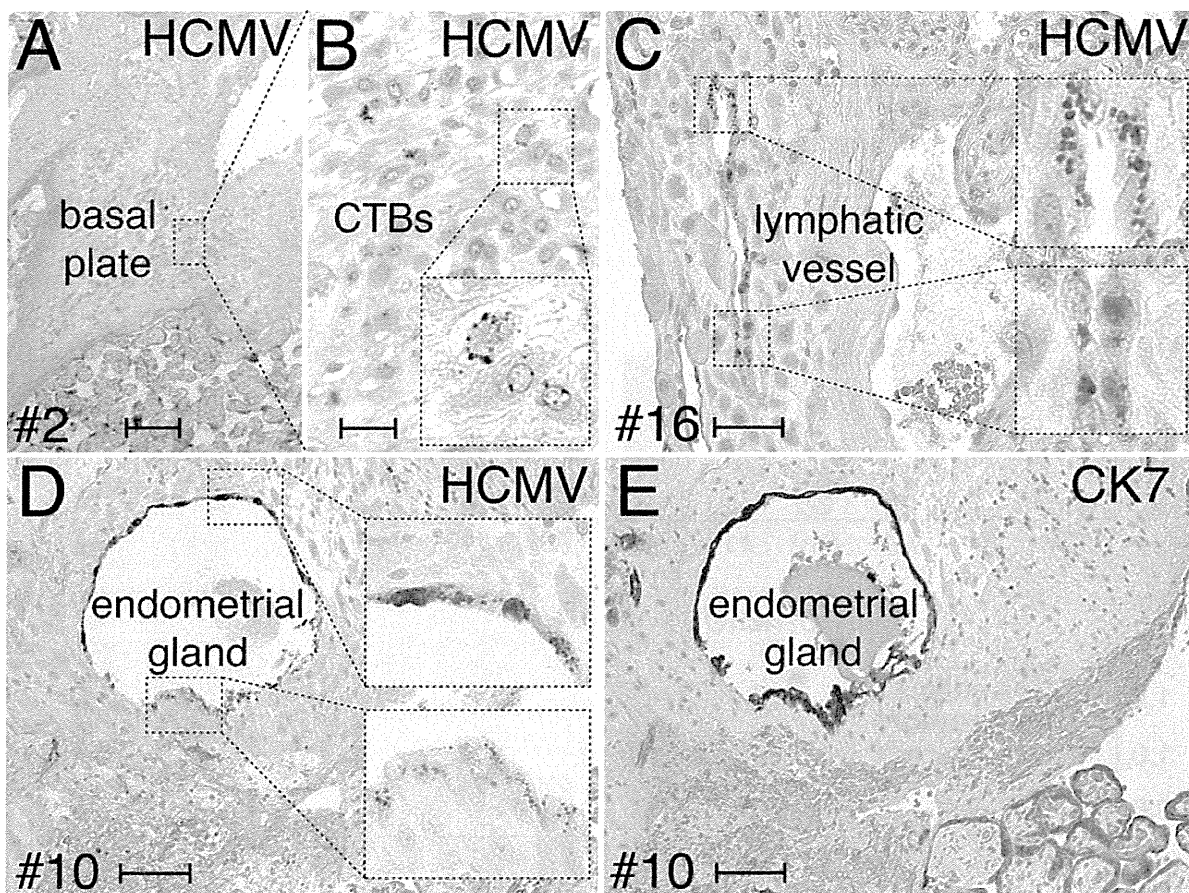 A HCMV
basal
plate
#2
B HCMV
CTBs
C HCMV
lymphatic
vessel
#16
D HCMV
endometrial
gland
#10
E CK7
endometrial
gland
#10